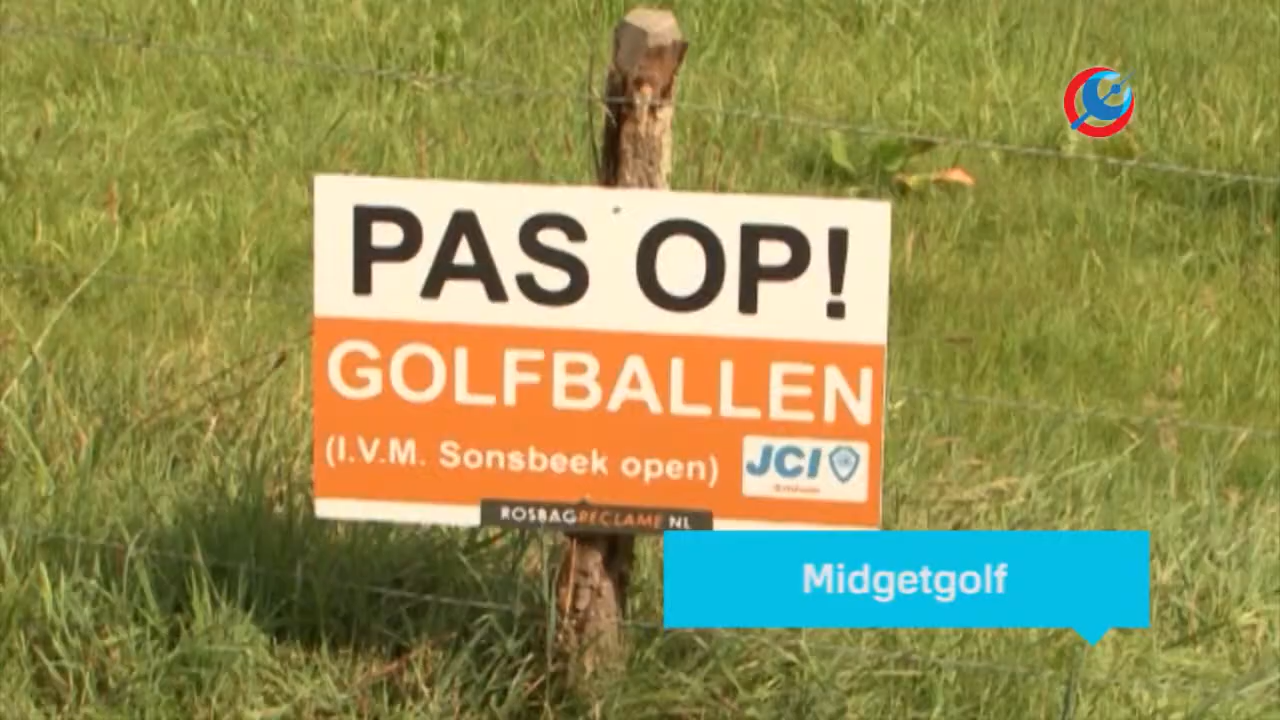 PAS OP!
GOLFBALLEN
(I.V.M. Sonsbeek open)
JCI
ROSBAGRECLAME.NL
Midgetgolf